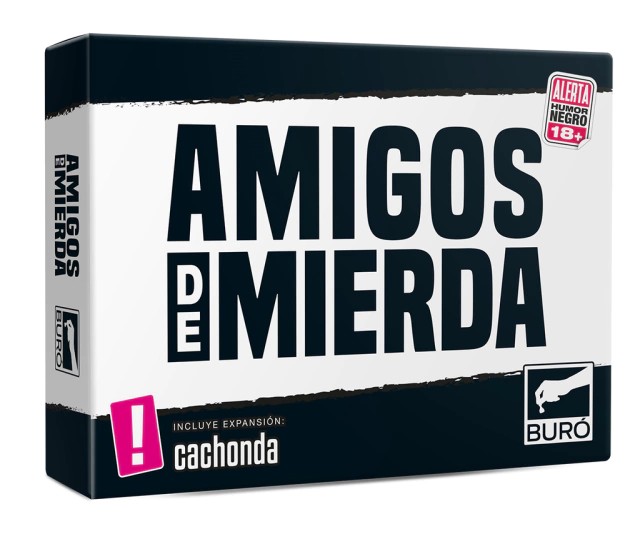 ALERTA
HUMOR
NEGRO
18+
AMIGOS
DE MIERDA
AMIGOS
DE MIERDA
BURÓ
!
INCLUYE EXPANSIÓN:
cachonda
BURÓ